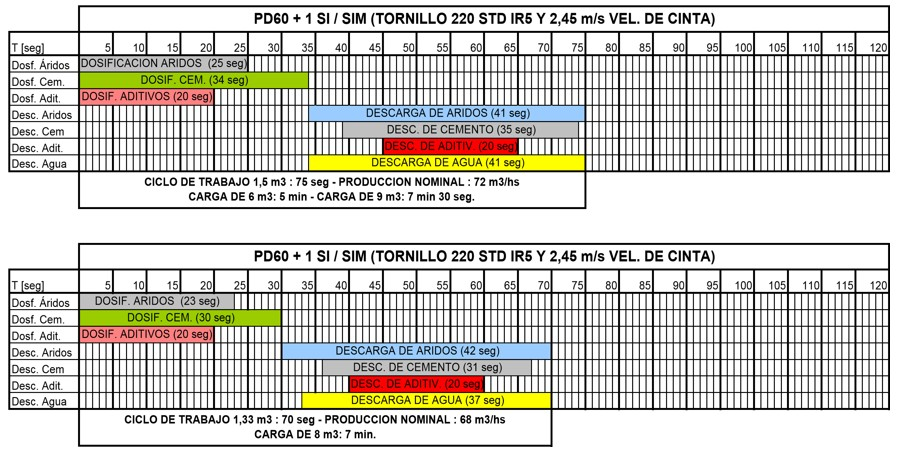 PD60 + 1 SI / SIM (TORNILLO 220 STD IR5 Y 2,45 m/s VEL. DE CINTA)
T [seg] 5 10 15 20 25 30 35 40 45 50 55 60 65 70 75 80 85 90 95 100 105 110 115 120
Dosf. Áridos DOSIFICACION ARIDOS (25 seg)
Dosf. Cem. DOSIF. CEM. (34 seg)
Dosf. Adit. DOSIF. ADITIVOS (20 seg)
Desc. Aridos DESCARGA DE ARIDOS (41 seg)
Desc. Cem DESC. DE CEMENTO (35 seg)
Desc. Adit. DESC. DE ADITIV. (20 seg)
Desc. Agua DESCARGA DE AGUA (41 seg)
CICLO DE TRABAJO 1,5 m3 : 75 seg - PRODUCCION NOMINAL : 72 m3/hs
CARGA DE 6 m3: 5 min - CARGA DE 9 m3: 7 min 30 seg.
PD60 + 1 SI / SIM (TORNILLO 220 STD IR5 Y 2,45 m/s VEL. DE CINTA)
T [seg] 5 10 15 20 25 30 35 40 45 50 55 60 65 70 75 80 85 90 95 100 105 110 115 120
Dosf. Áridos DOSIF. ARIDOS (23 seg)
Dosf. Cem. DOSIF. CEM. (30 seg)
Dosf. Adit. DOSIF. ADITIVOS (20 seg)
Desc. Aridos DESCARGA DE ARIDOS (42 seg)
Desc. Cem DESC. DE CEMENTO (31 seg)
Desc. Adit. DESC. DE ADITIV. (20 seg)
Desc. Agua DESCARGA DE AGUA (37 seg)
CICLO DE TRABAJO 1,33 m3 : 70 seg - PRODUCCION NOMINAL : 68 m3/hs
CARGA DE 8 m3: 7 min.